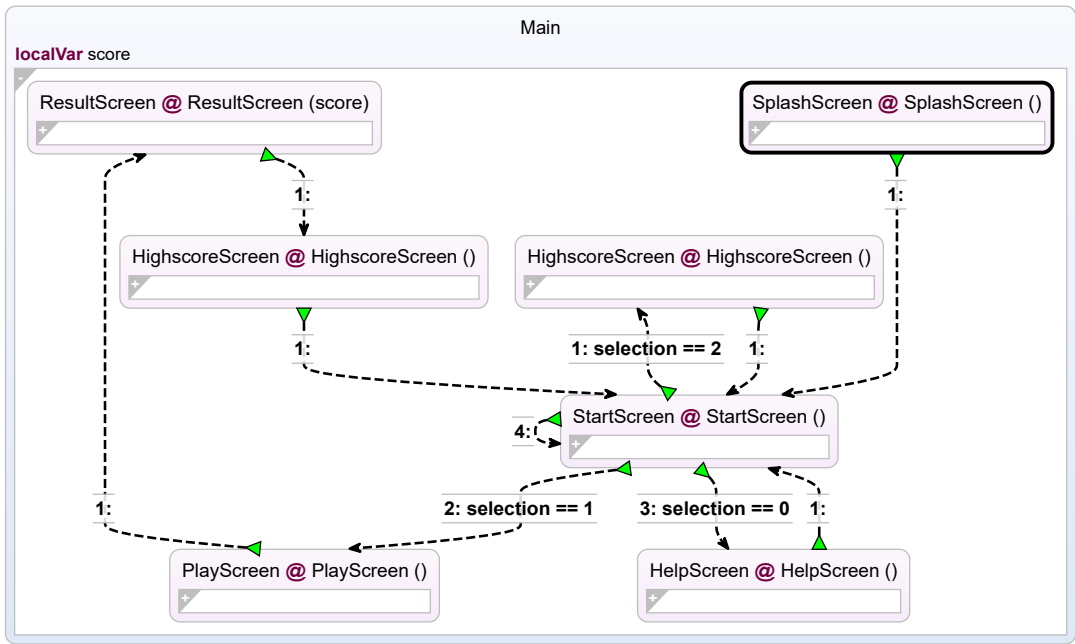 Main
localVar score
-
ResultScreen @ ResultScreen (score)
+
SplashScreen @ SplashScreen ()
+
1:
1:
HighscoreScreen @ HighscoreScreen ()
+
HighscoreScreen @ HighscoreScreen ()
+
1:
1: selection == 2
1:
StartScreen @ StartScreen ()
+
4:
1:
2: selection == 1
3: selection == 0
1:
PlayScreen @ PlayScreen ()
+
HelpScreen @ HelpScreen ()
+